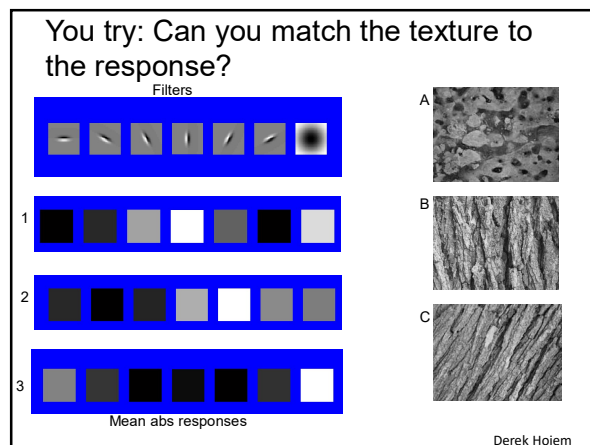 You try: Can you match the texture to
the response?
Filters
A
1
B
2
C
3
Mean abs responses
Derek Hoiem